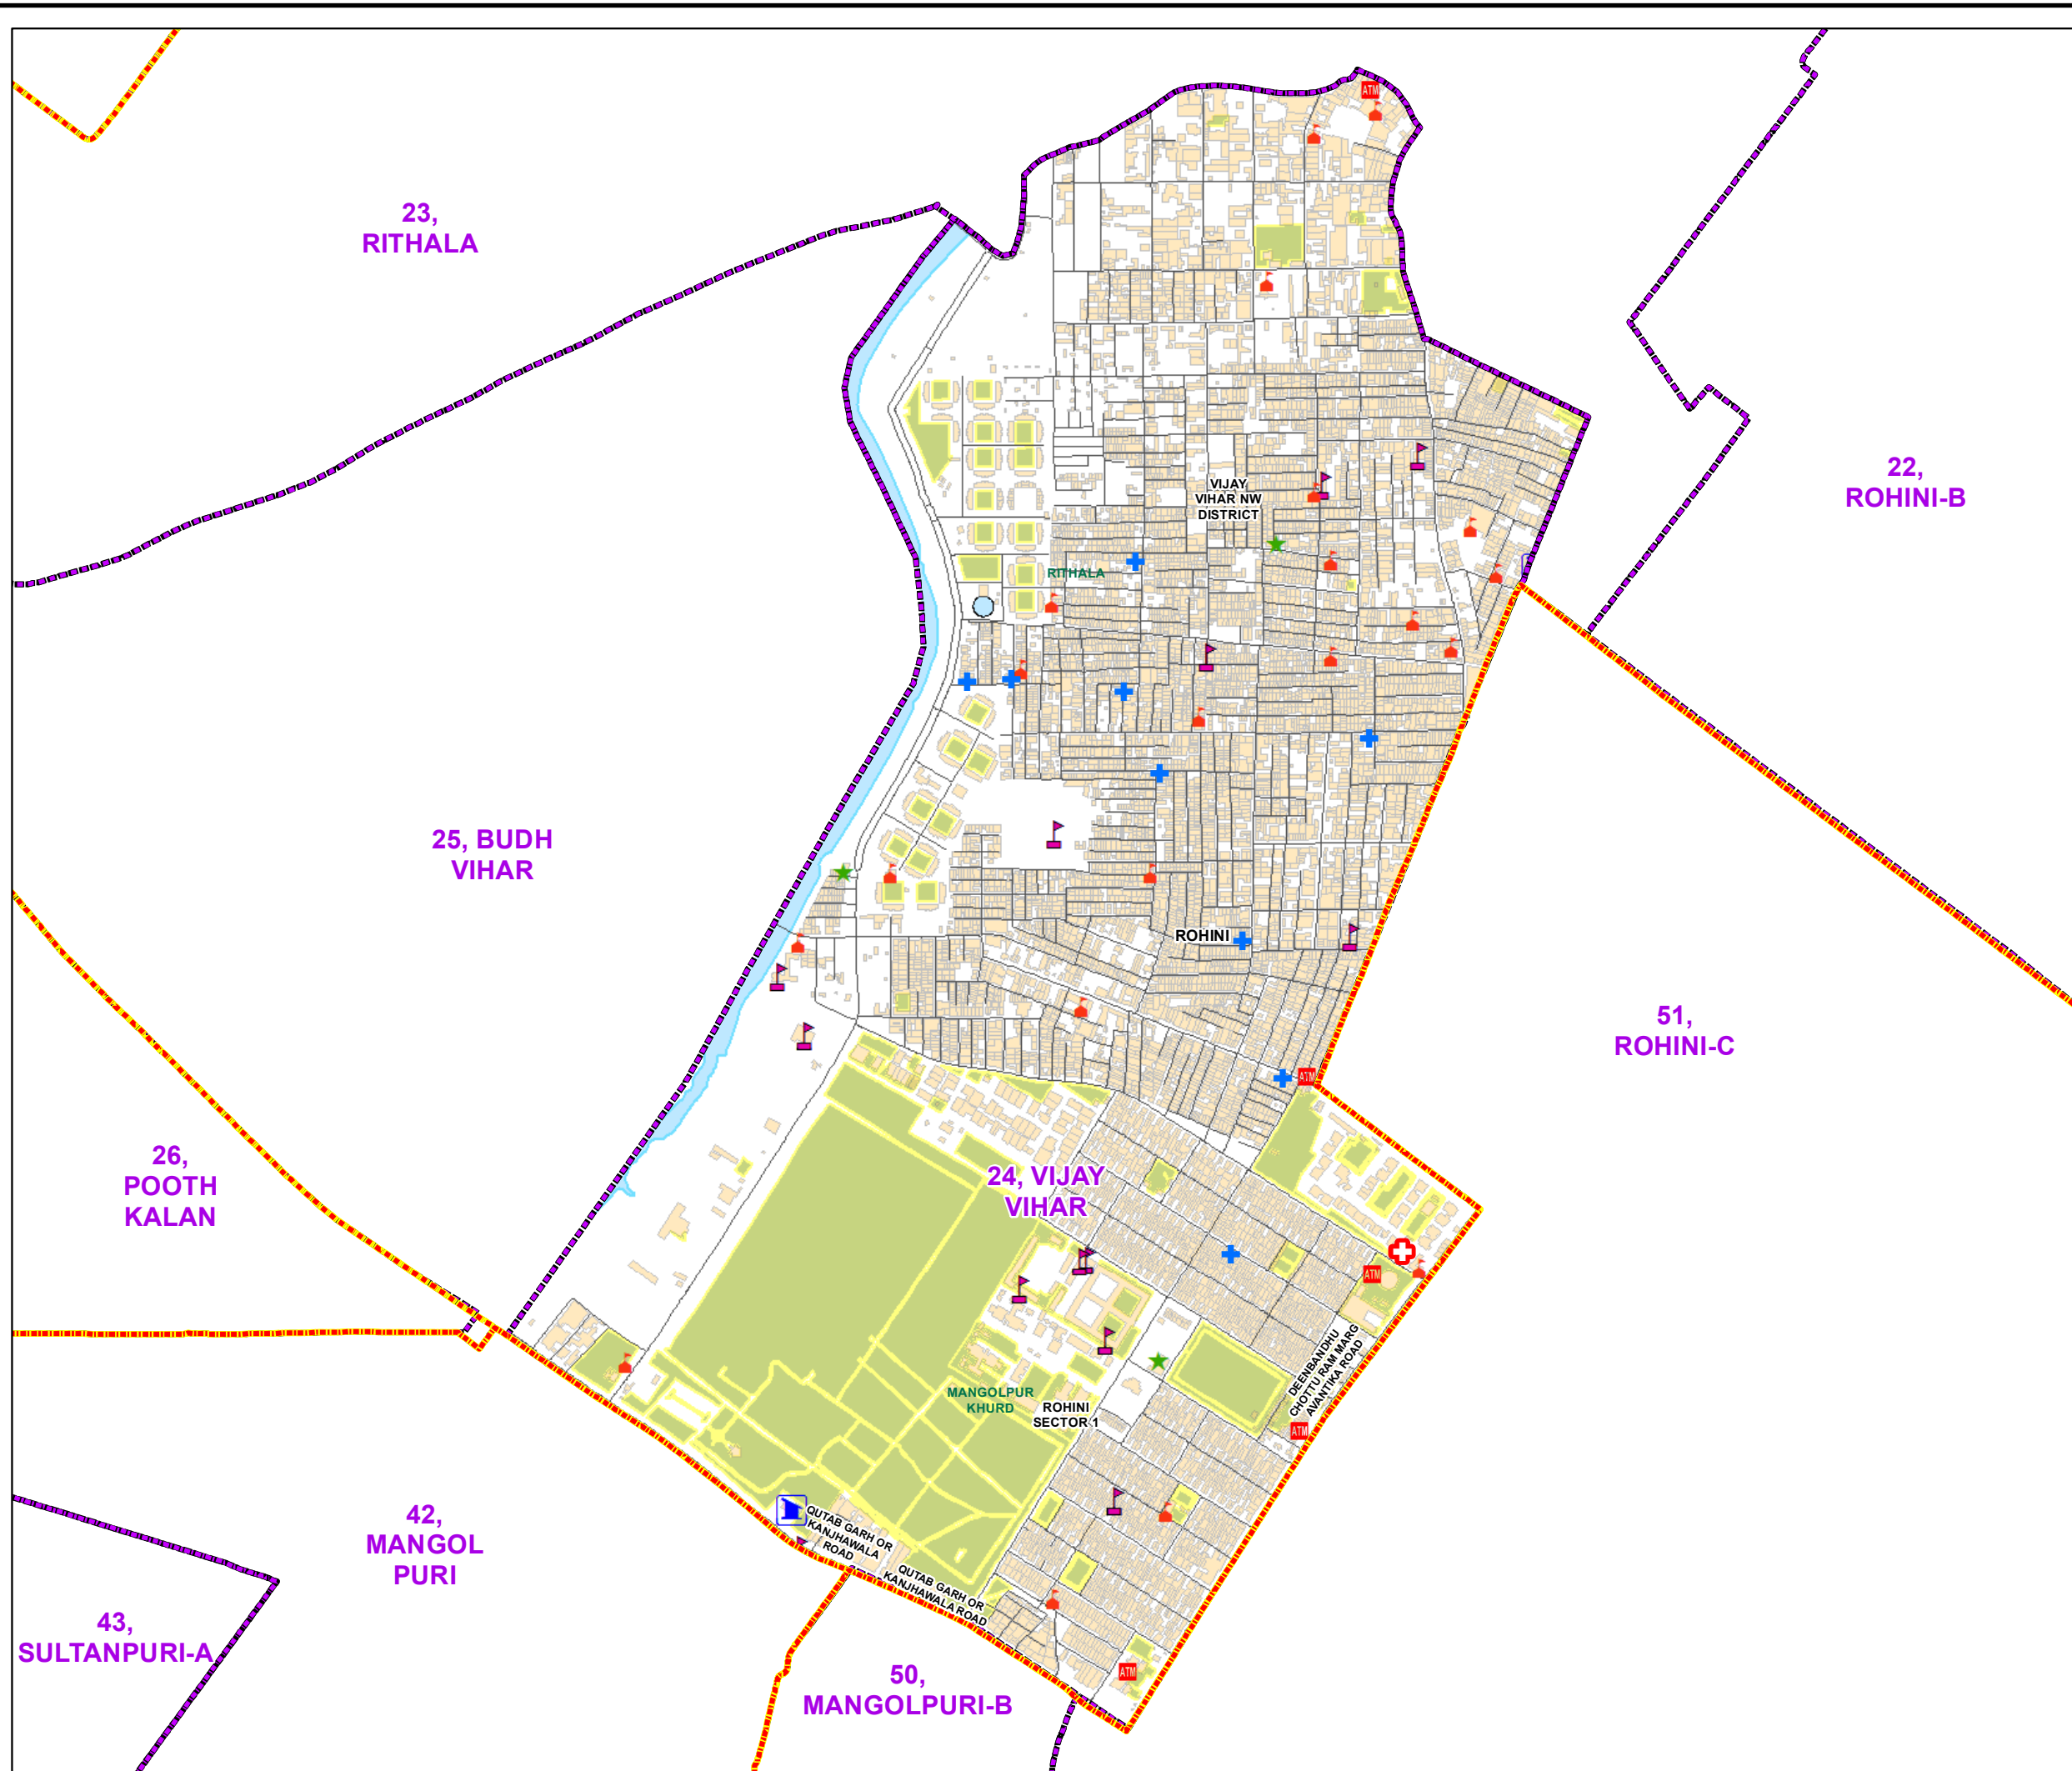 ATM
23,
RITHALA
22,
ROHINI-B
VIJAY
VIHAR NW
DISTRICT
RITHALA
25, BUDH
VIHAR
ROHINI
51,
ROHINI-C
ATM
26,
POOTH
KALAN
24, VIJAY
VIHAR
ATM
DEENBANDHU
CHOTTU RAM MARG
AVANTIKA ROAD
MANGOLPUR
KHURD
ROHINI
SECTOR 1
ATM
42,
MANGOL
PURI
QUTAB GARH OR
KANJHAWALA
ROAD
QUTAB GARH OR
KANJHAWALA ROAD
43,
SULTANPURI-A
50,
MANGOLPURI-B
ATM